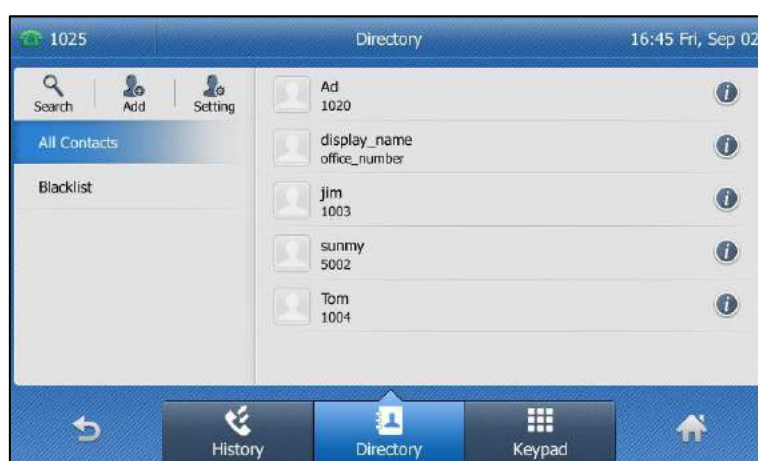 1025 Directory 16:45 Fri, Sep 02
Search Add Setting
All Contacts
Blacklist
Ad
1020
display_name
office_number
jim
1003
sunmy
5002
Tom
1004
History Directory Keypad